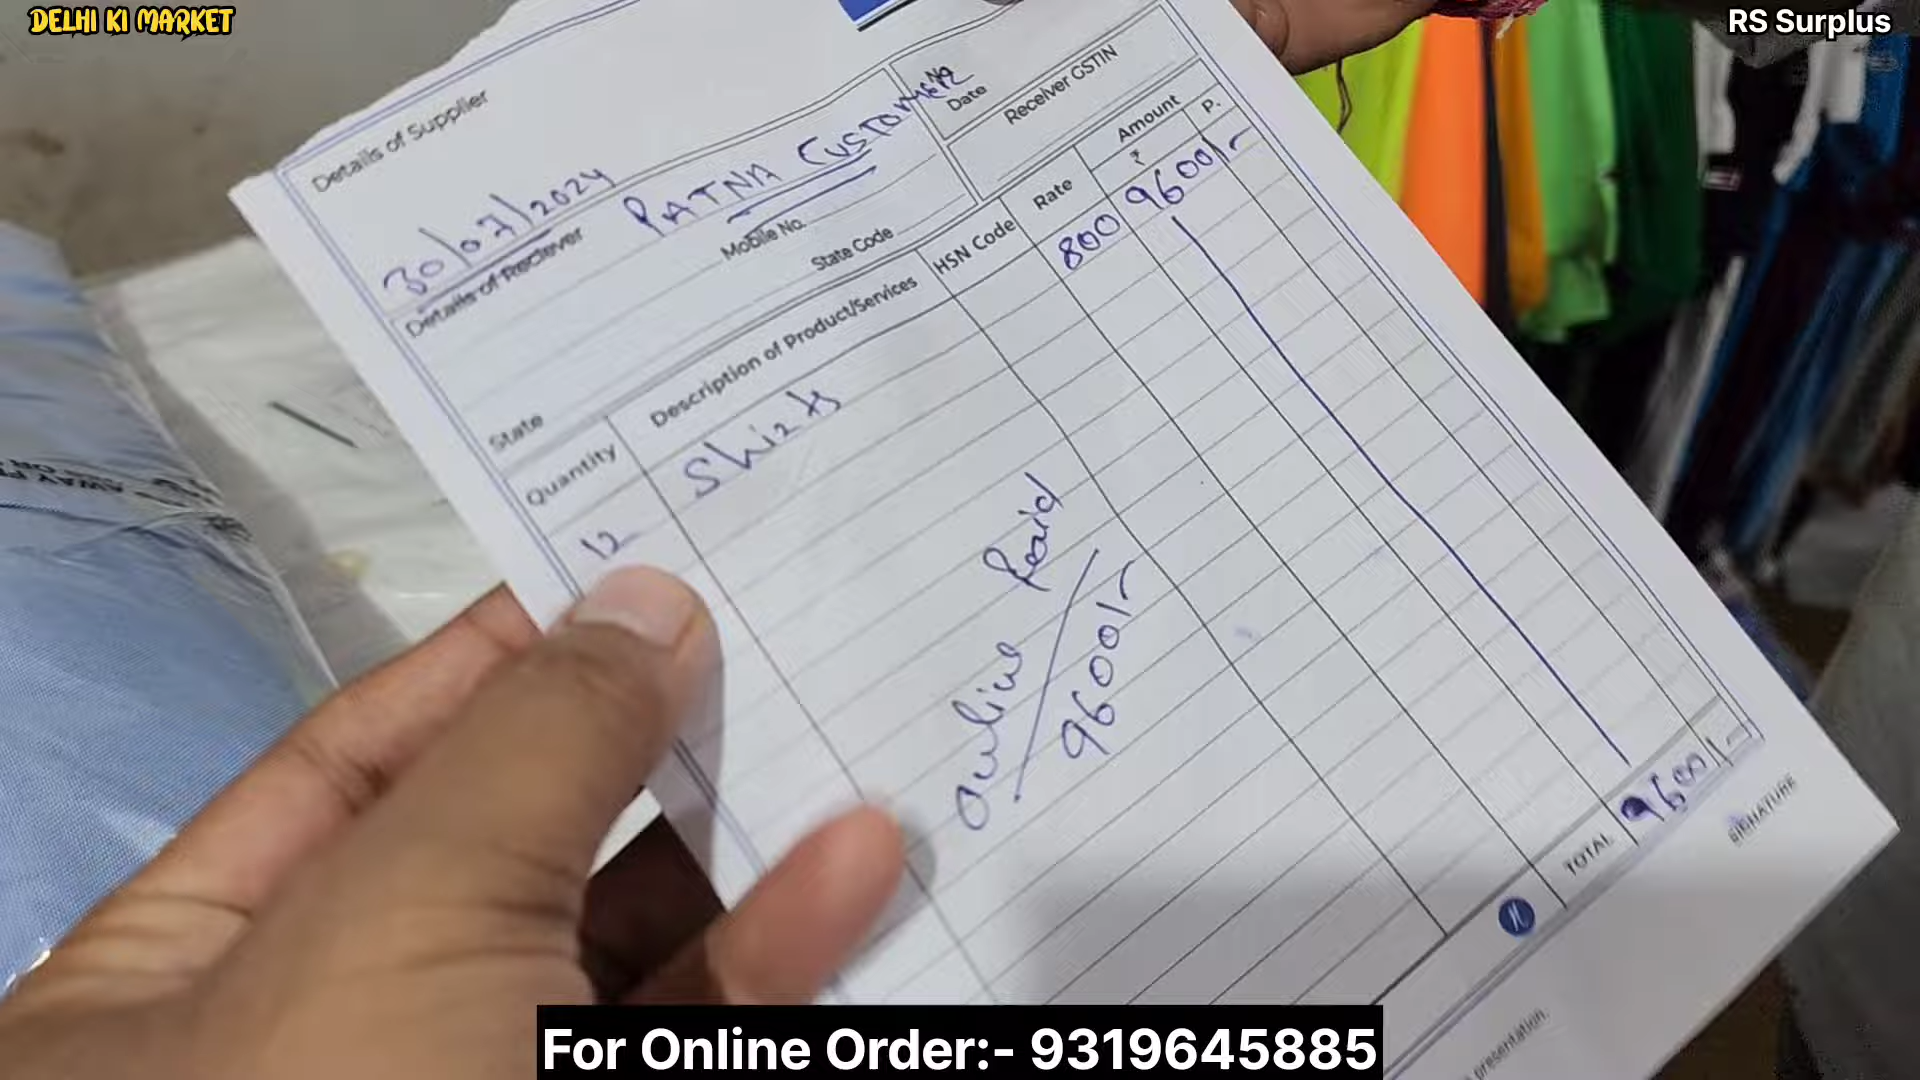 DELHI KI MARKET
RS Surplus
Details of Supplier
No.
Date
Receiver GSTIN
30/07/2024
PATNA CUSTOMER
Details of Reciever
Mobile No.
State Code
State
Quantity
Description of Product/Services
HSN Code
Rate
Amount
₹
P.
12
Shirts
800
9600/-
online Paid
9600/-
TOTAL
9600/-
SIGNATURE
presentation.
For Online Order:- 9319645885